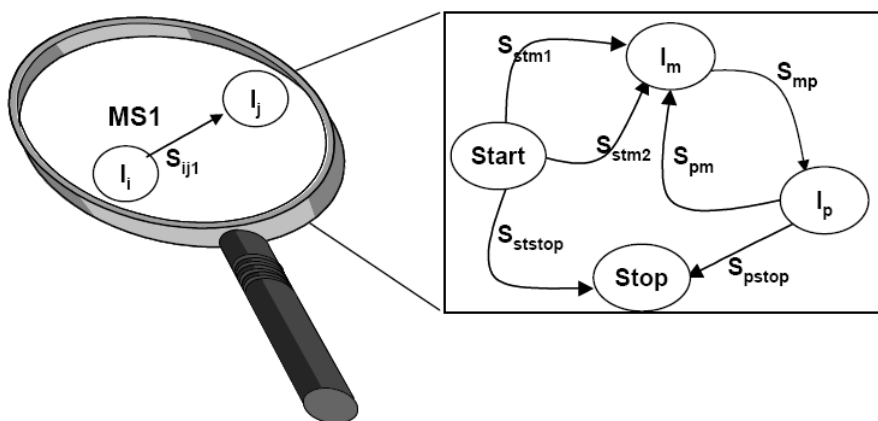 MS1
I_i
S_ij1
I_j
S_stm1
I_m
S_mp
Start
S_stm2
S_pm
I_p
S_ststop
Stop
S_pstop